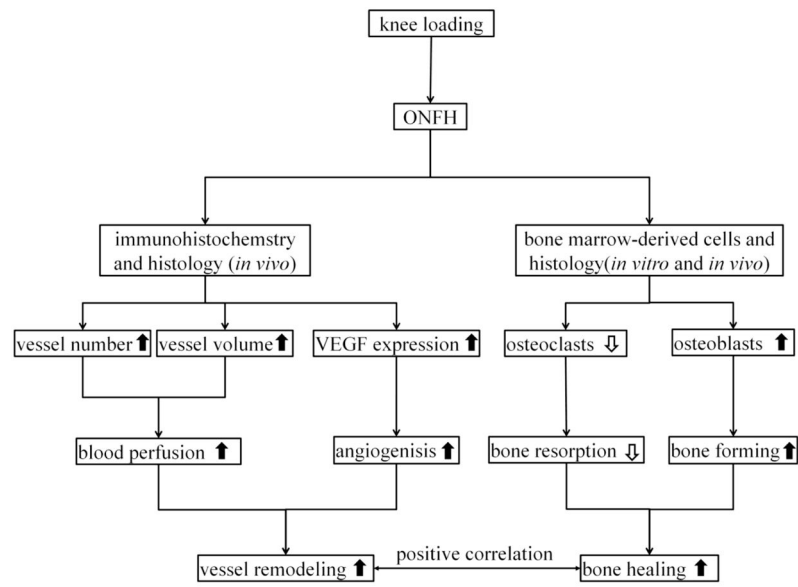 knee loading
ONFH
immunohistochemstry
and histology (in vivo)
bone marrow-derived cells and
histology(in vitro and in vivo)
vessel number
vessel volume
VEGF expression
osteoclasts
osteoblasts
blood perfusion
angiogenisis
bone resorption
bone forming
vessel remodeling
positive correlation
bone healing